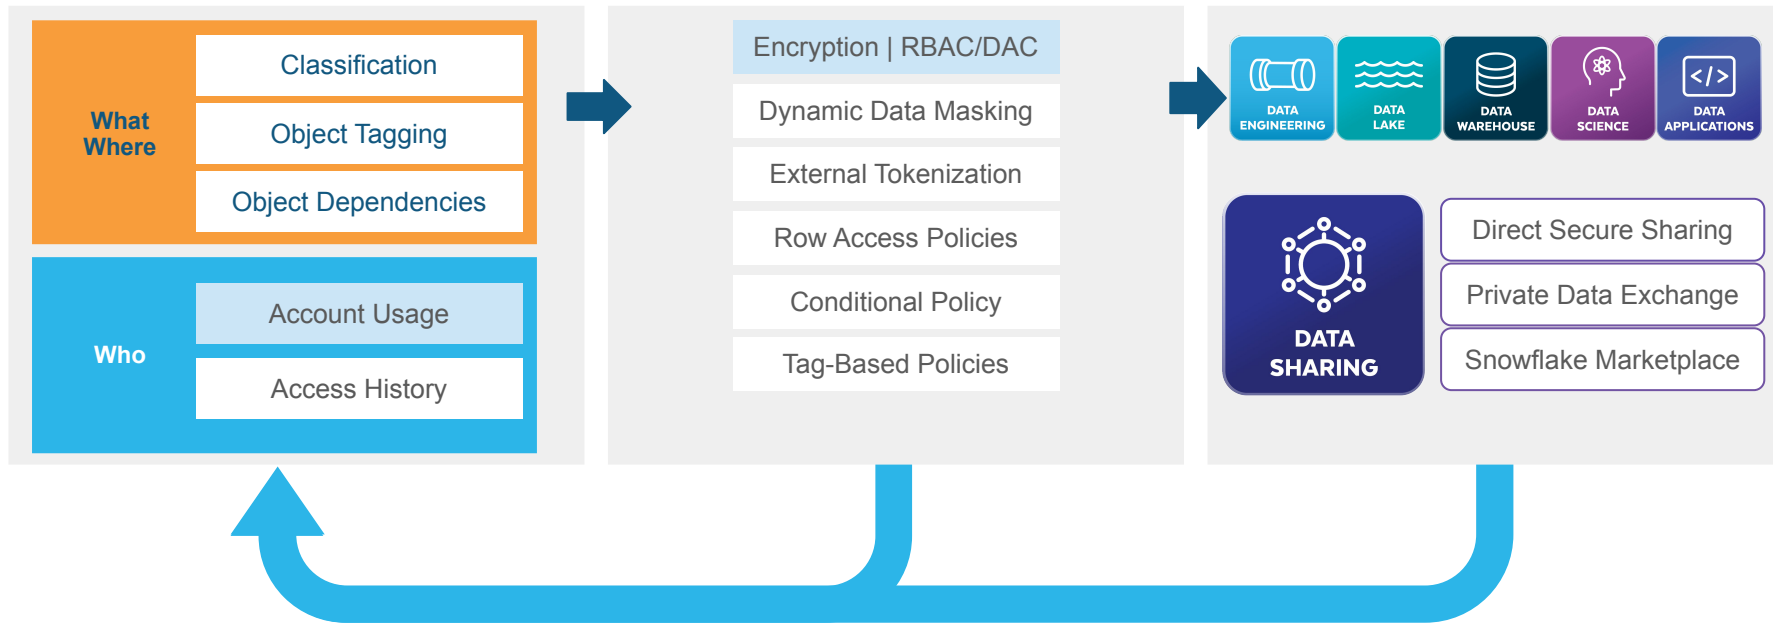 What
Where
Classification
Object Tagging
Object Dependencies
Who
Account Usage
Access History
Encryption | RBAC/DAC
Dynamic Data Masking
External Tokenization
Row Access Policies
Conditional Policy
Tag-Based Policies
DATA
ENGINEERING
DATA
LAKE
DATA
WAREHOUSE
DATA
SCIENCE
</>
DATA
APPLICATIONS
DATA
SHARING
Direct Secure Sharing
Private Data Exchange
Snowflake Marketplace